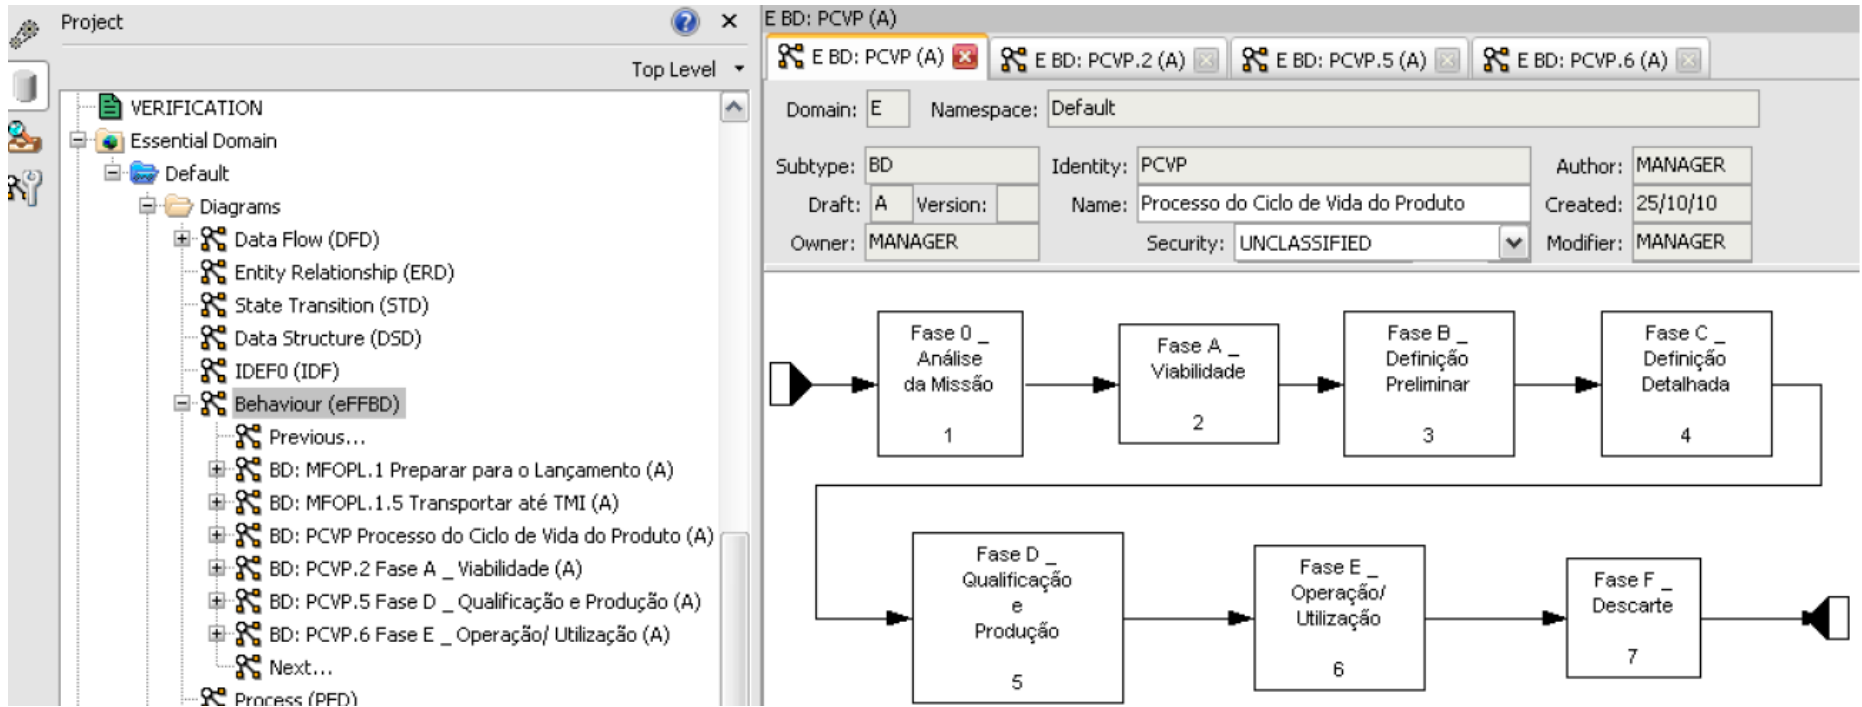 Project
Top Level
VERIFICATION
Essential Domain
Default
Diagrams
Data Flow (DFD)
Entity Relationship (ERD)
State Transition (STD)
Data Structure (DSD)
IDEF0 (IDF)
Behaviour (eFFBD)
Previous...
BD: MFOPL.1 Preparar para o Lançamento (A)
BD: MFOPL.1.5 Transportar até TMI (A)
BD: PCVP Processo do Ciclo de Vida do Produto (A)
BD: PCVP.2 Fase A _ Viabilidade (A)
BD: PCVP.5 Fase D _ Qualificação e Produção (A)
BD: PCVP.6 Fase E _ Operação/ Utilização (A)
Next...
Process (PFD)
E BD: PCVP (A)
E BD: PCVP (A) E BD: PCVP.2 (A) E BD: PCVP.5 (A) E BD: PCVP.6 (A)
Domain: E Namespace: Default
Subtype: BD Identity: PCVP Author: MANAGER
Draft: A Version: Name: Processo do Ciclo de Vida do Produto Created: 25/10/10
Owner: MANAGER Security: UNCLASSIFIED Modifier: MANAGER
Fase 0 _
Análise
da Missão
1
Fase A _
Viabilidade
2
Fase B _
Definição
Preliminar
3
Fase C _
Definição
Detalhada
4
Fase D _
Qualificação
e
Produção
5
Fase E _
Operação/
Utilização
6
Fase F _
Descarte
7